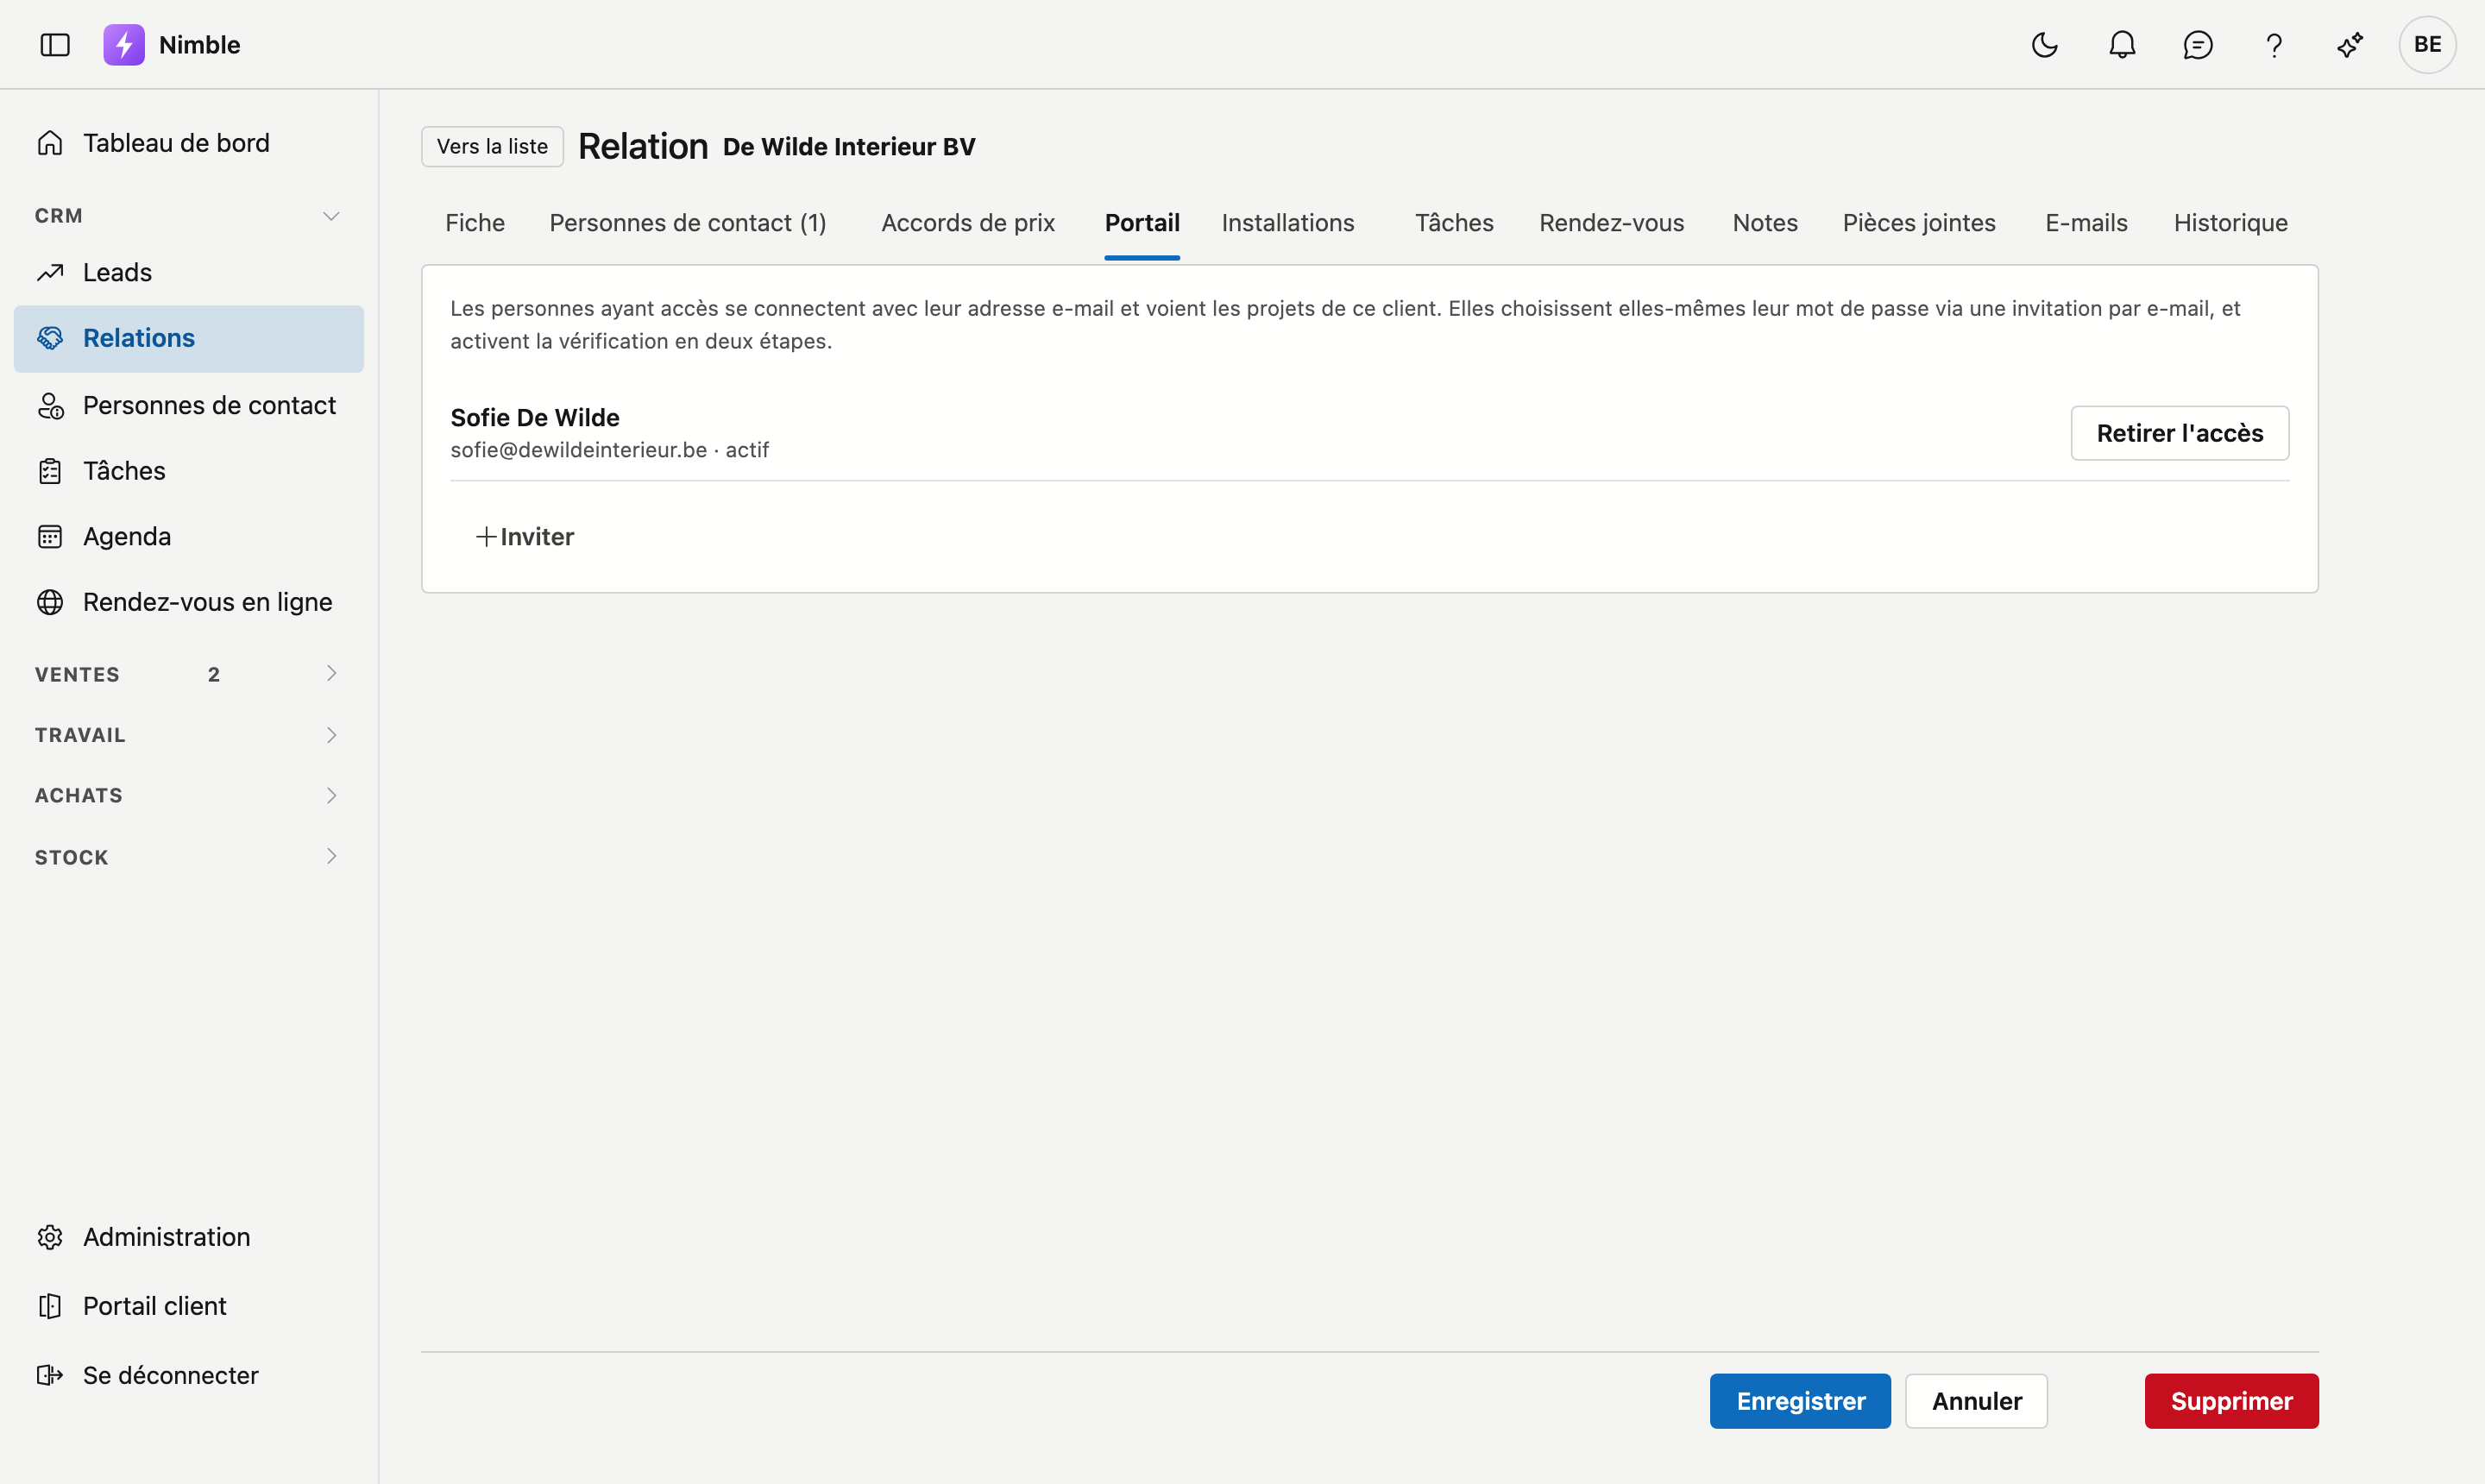 Nimble
BE
Tableau de bord
CRM
Leads
Relations
Personnes de contact
Tâches
Agenda
Rendez-vous en ligne
VENTES 2
TRAVAIL
ACHATS
STOCK
Administration
Portail client
Se déconnecter
Vers la liste Relation De Wilde Interieur BV
Fiche Personnes de contact (1) Accords de prix Portail Installations Tâches Rendez-vous Notes Pièces jointes E-mails Historique
Les personnes ayant accès se connectent avec leur adresse e-mail et voient les projets de ce client. Elles choisissent elles-mêmes leur mot de passe via une invitation par e-mail, et
activent la vérification en deux étapes.
Sofie De Wilde
sofie@dewildeinterieur.be · actif
Retirer l'accès
Inviter
Enregistrer Annuler Supprimer